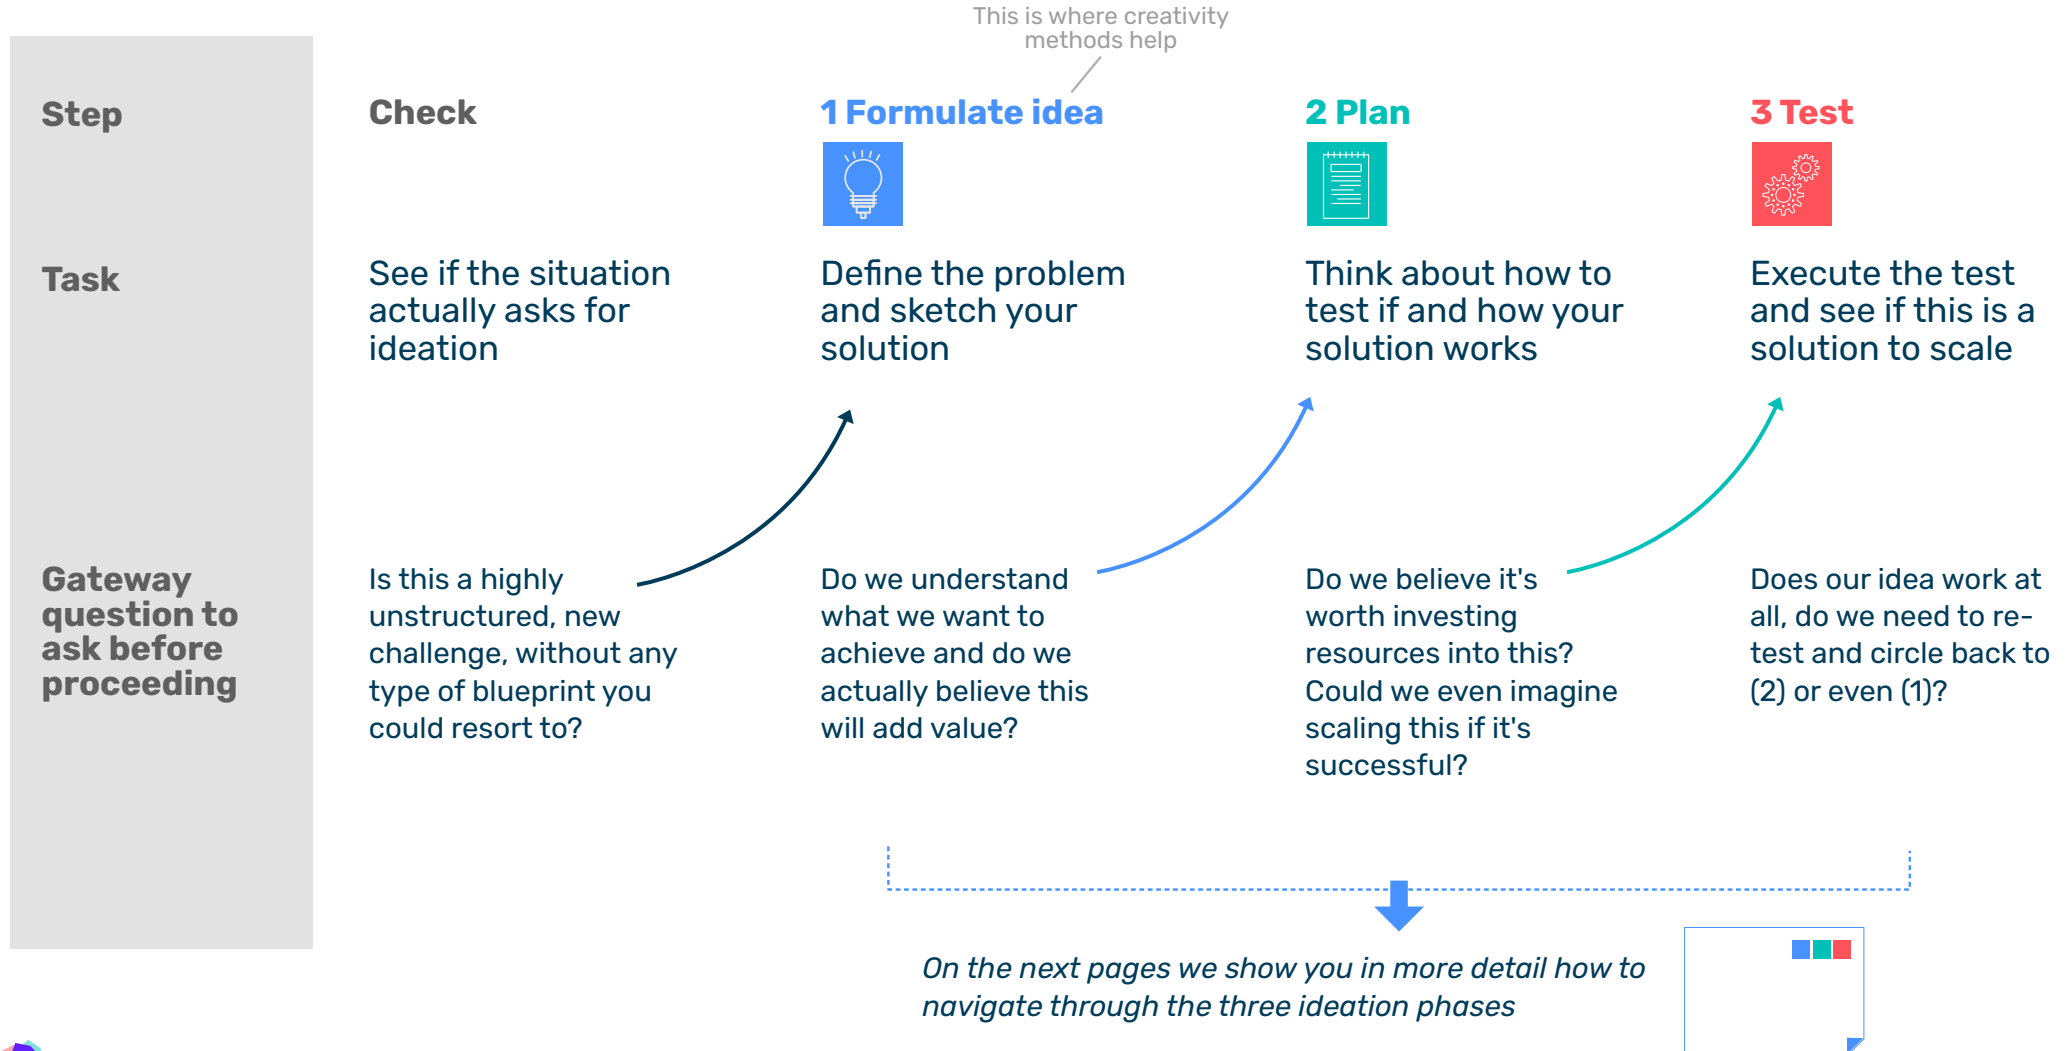 This is where creativity
methods help
Step
Check
1 Formulate idea
2 Plan
3 Test
Task
See if the situation
actually asks for
ideation
Define the problem
and sketch your
solution
Think about how to
test if and how your
solution works
Execute the test
and see if this is a
solution to scale
Gateway
question to
ask before
proceeding
Is this a highly
unstructured, new
challenge, without any
type of blueprint you
could resort to?
Do we understand
what we want to
achieve and do we
actually believe this
will add value?
Do we believe it's
worth investing
resources into this?
Could we even imagine
scaling this if it's
successful?
Does our idea work at
all, do we need to re-
test and circle back to
(2) or even (1)?
On the next pages we show you in more detail how to
navigate through the three ideation phases